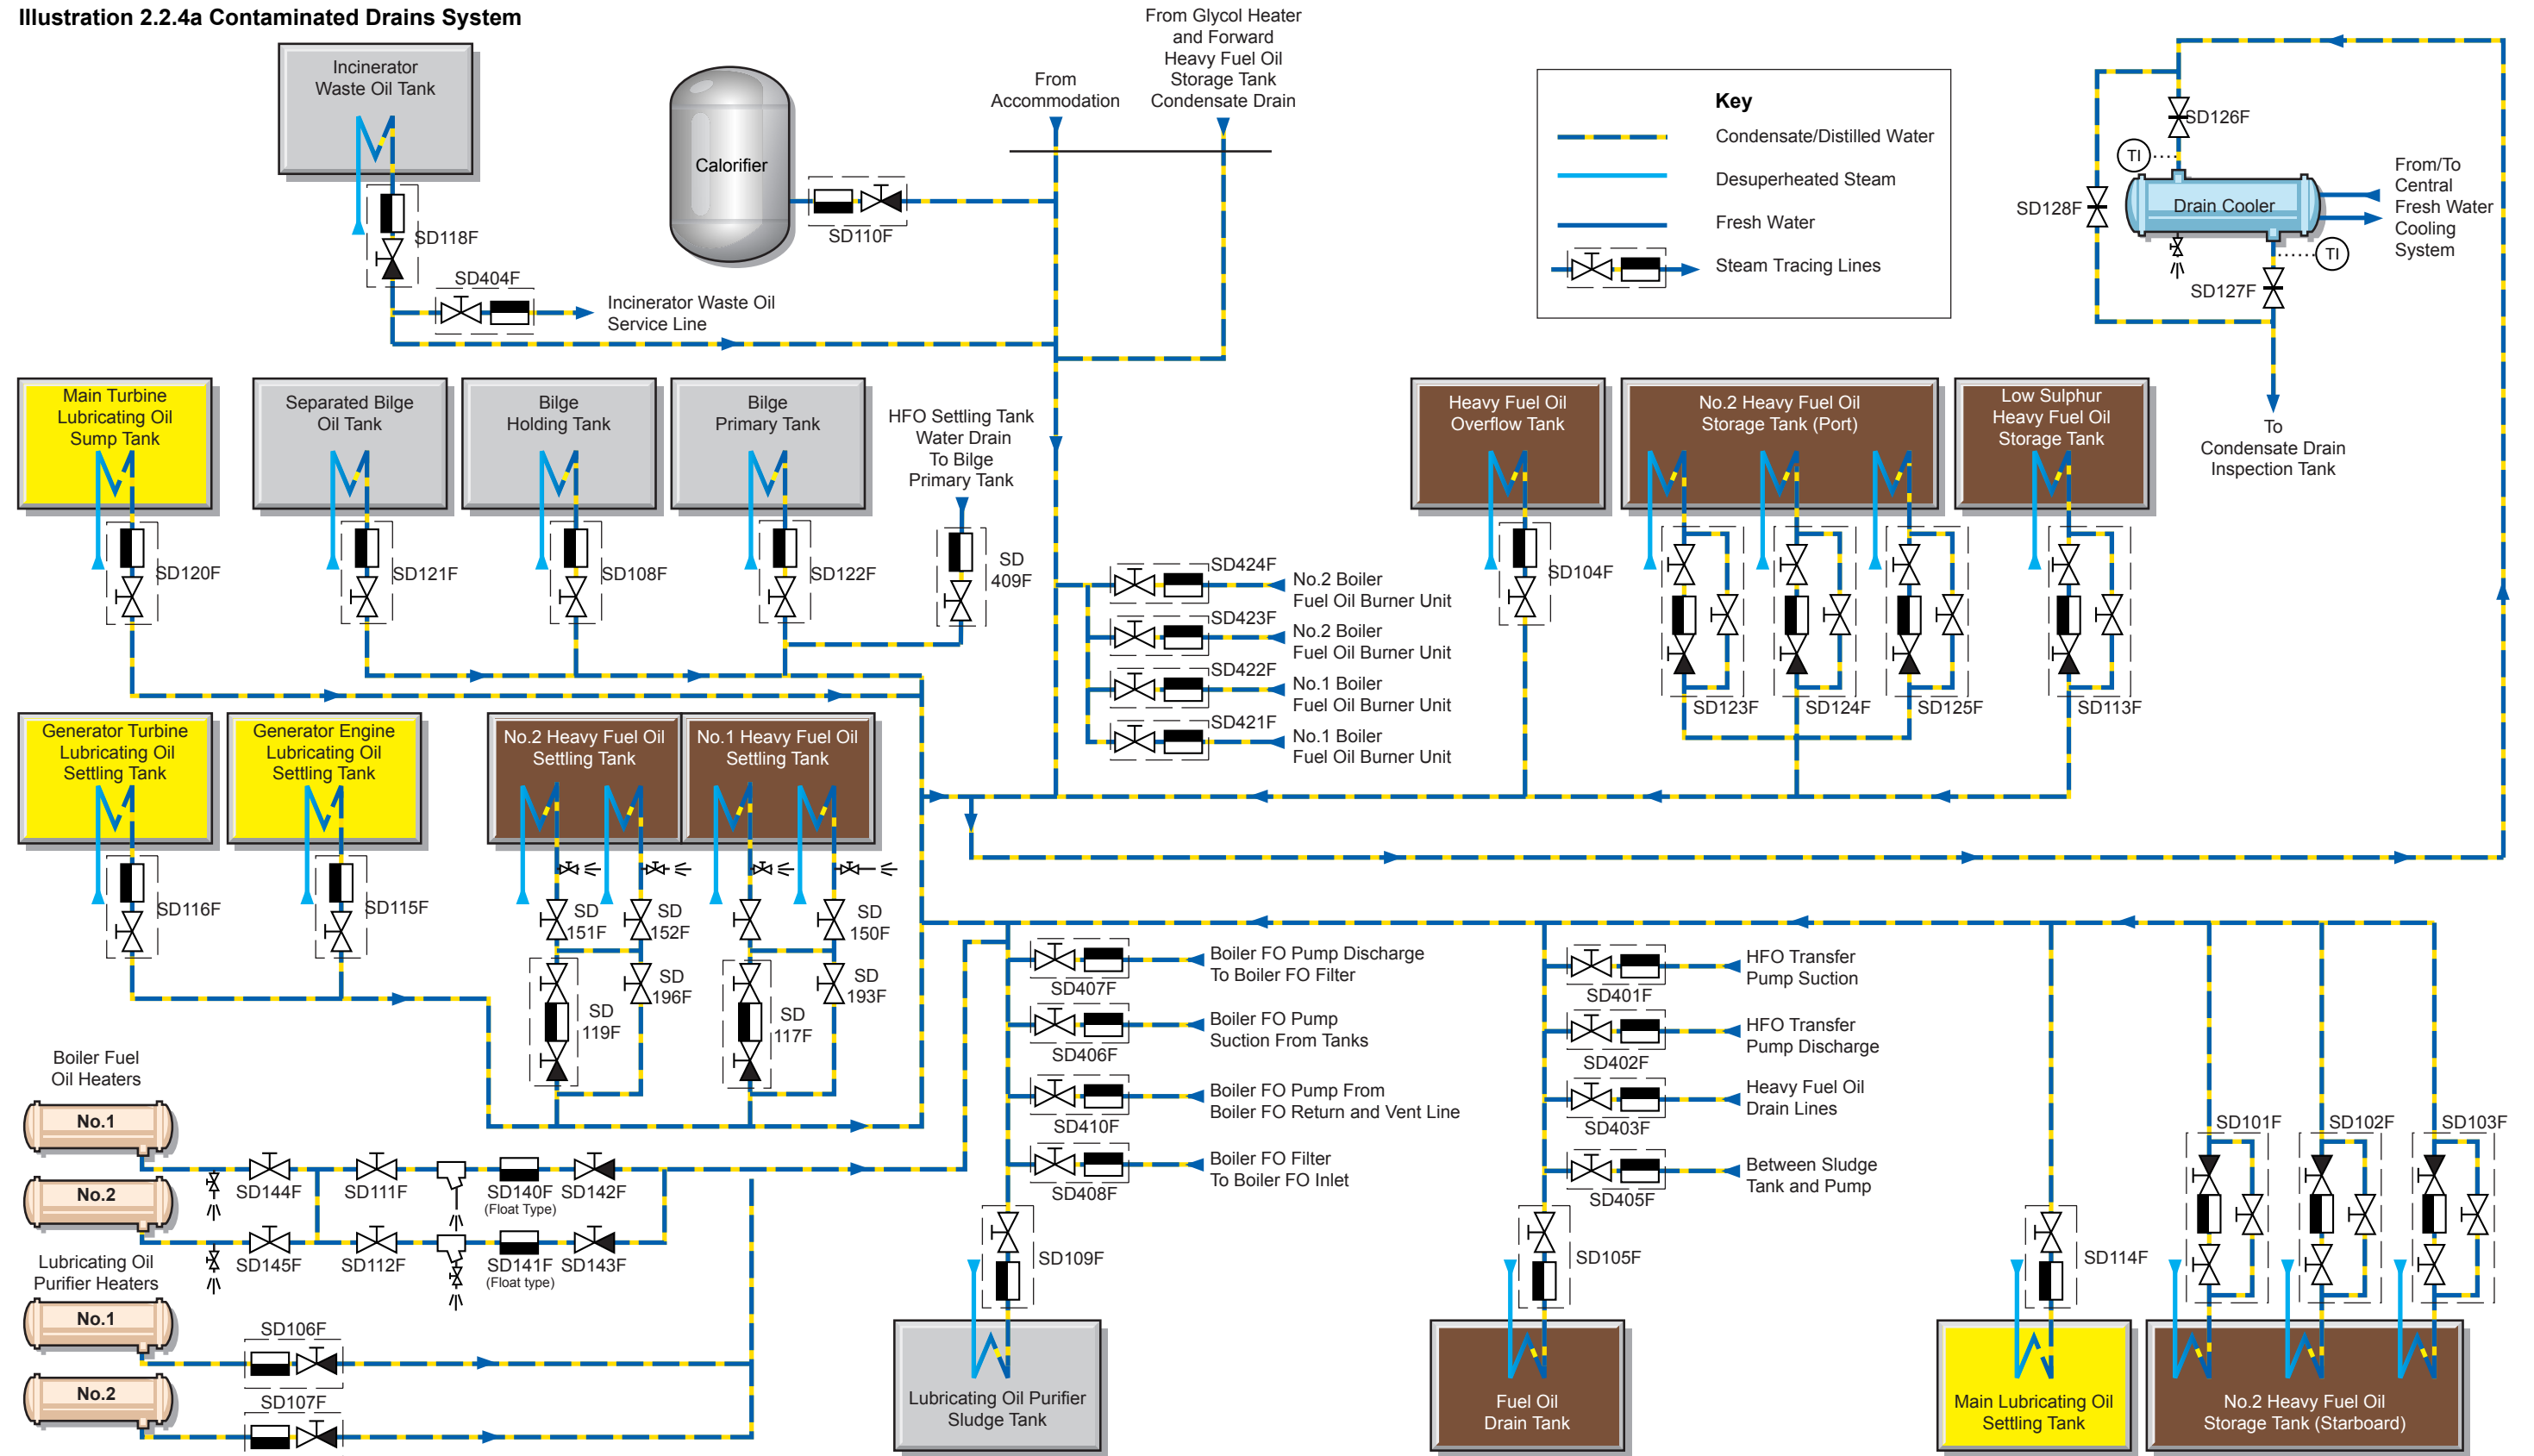 Illustration 2.2.4a Contaminated Drains System
Incinerator
Waste Oil Tank
SD118F
SD404F
Incinerator Waste Oil
Service Line
Calorifier
SD110F
From
Accommodation
From Glycol Heater
and Forward
Heavy Fuel Oil
Storage Tank
Condensate Drain
Key
Condensate/Distilled Water
Desuperheated Steam
Fresh Water
Steam Tracing Lines
SD126F
TI
SD128F
Drain Cooler
From/To
Central
Fresh Water
Cooling
System
TI
SD127F
To
Condensate Drain
Inspection Tank
Main Turbine
Lubricating Oil
Sump Tank
SD120F
Separated Bilge
Oil Tank
SD121F
Bilge
Holding Tank
SD108F
Bilge
Primary Tank
SD122F
HFO Settling Tank
Water Drain
To Bilge
Primary Tank
SD
409F
SD424F
No.2 Boiler
Fuel Oil Burner Unit
SD423F
No.2 Boiler
Fuel Oil Burner Unit
SD422F
No.1 Boiler
Fuel Oil Burner Unit
SD421F
No.1 Boiler
Fuel Oil Burner Unit
Heavy Fuel Oil
Overflow Tank
SD104F
No.2 Heavy Fuel Oil
Storage Tank (Port)
SD123F
SD124F
SD125F
Low Sulphur
Heavy Fuel Oil
Storage Tank
SD113F
Generator Turbine
Lubricating Oil
Settling Tank
SD116F
Generator Engine
Lubricating Oil
Settling Tank
SD115F
No.2 Heavy Fuel Oil
Settling Tank
No.1 Heavy Fuel Oil
Settling Tank
SD
151F
SD
152F
SD
150F
SD
196F
SD
193F
SD
119F
SD
117F
Boiler Fuel
Oil Heaters
No.1
No.2
SD144F
SD111F
SD140F
(Float Type)
SD142F
SD145F
SD112F
SD141F
(Float type)
SD143F
Lubricating Oil
Purifier Heaters
No.1
No.2
SD106F
SD107F
SD407F
Boiler FO Pump Discharge
To Boiler FO Filter
SD406F
Boiler FO Pump
Suction From Tanks
SD410F
Boiler FO Pump From
Boiler FO Return and Vent Line
SD408F
Boiler FO Filter
To Boiler FO Inlet
SD109F
Lubricating Oil Purifier
Sludge Tank
SD401F
HFO Transfer
Pump Suction
SD402F
HFO Transfer
Pump Discharge
SD403F
Heavy Fuel Oil
Drain Lines
SD405F
Between Sludge
Tank and Pump
SD105F
Fuel Oil
Drain Tank
SD114F
Main Lubricating Oil
Settling Tank
SD101F
SD102F
SD103F
No.2 Heavy Fuel Oil
Storage Tank (Starboard)